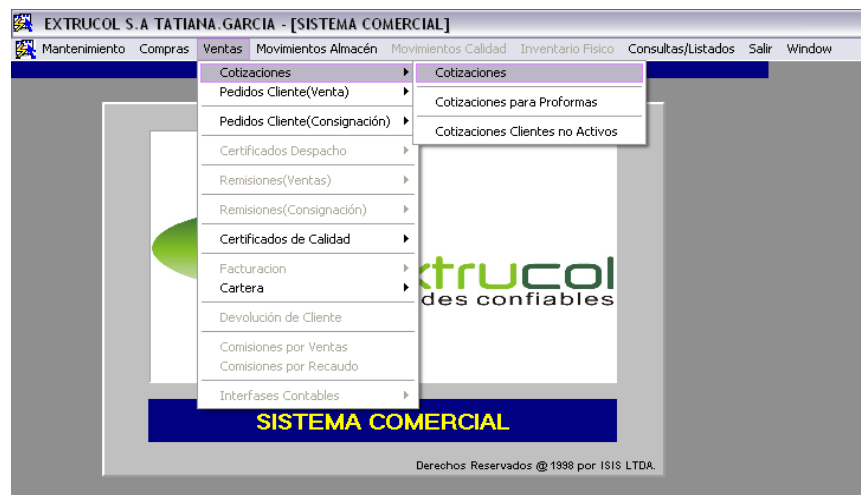 EXTRUCOL S.A TATIANA.GARCIA - [SISTEMA COMERCIAL]
Mantenimiento Compras Ventas Movimientos Almacén Movimientos Calidad Inventario Fisico Consultas/Listados Salir Window
Cotizaciones
Pedidos Cliente(Venta)
Pedidos Cliente(Consignación)
Certificados Despacho
Remisiones(Ventas)
Remisiones(Consignación)
Certificados de Calidad
Facturacion
Cartera
Devolución de Cliente
Comisiones por Ventas
Comisiones por Recaudo
Interfases Contables
Cotizaciones
Cotizaciones para Proformas
Cotizaciones Clientes no Activos
xtrucol
des confiables
SISTEMA COMERCIAL
Derechos Reservados @ 1998 por ISIS LTDA.